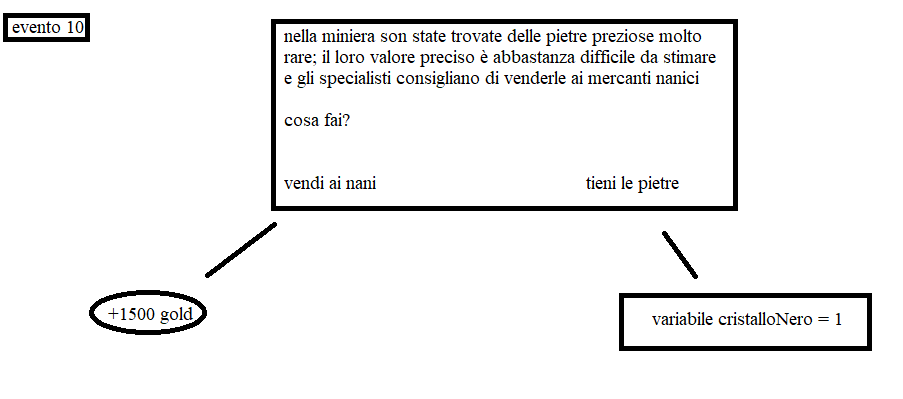 evento 10
nella miniera son state trovate delle pietre preziose molto
rare; il loro valore preciso è abbastanza difficile da stimare
e gli specialisti consigliano di venderle ai mercanti nanici
cosa fai?
vendi ai nani
tieni le pietre
+1500 gold
variabile cristalloNero = 1